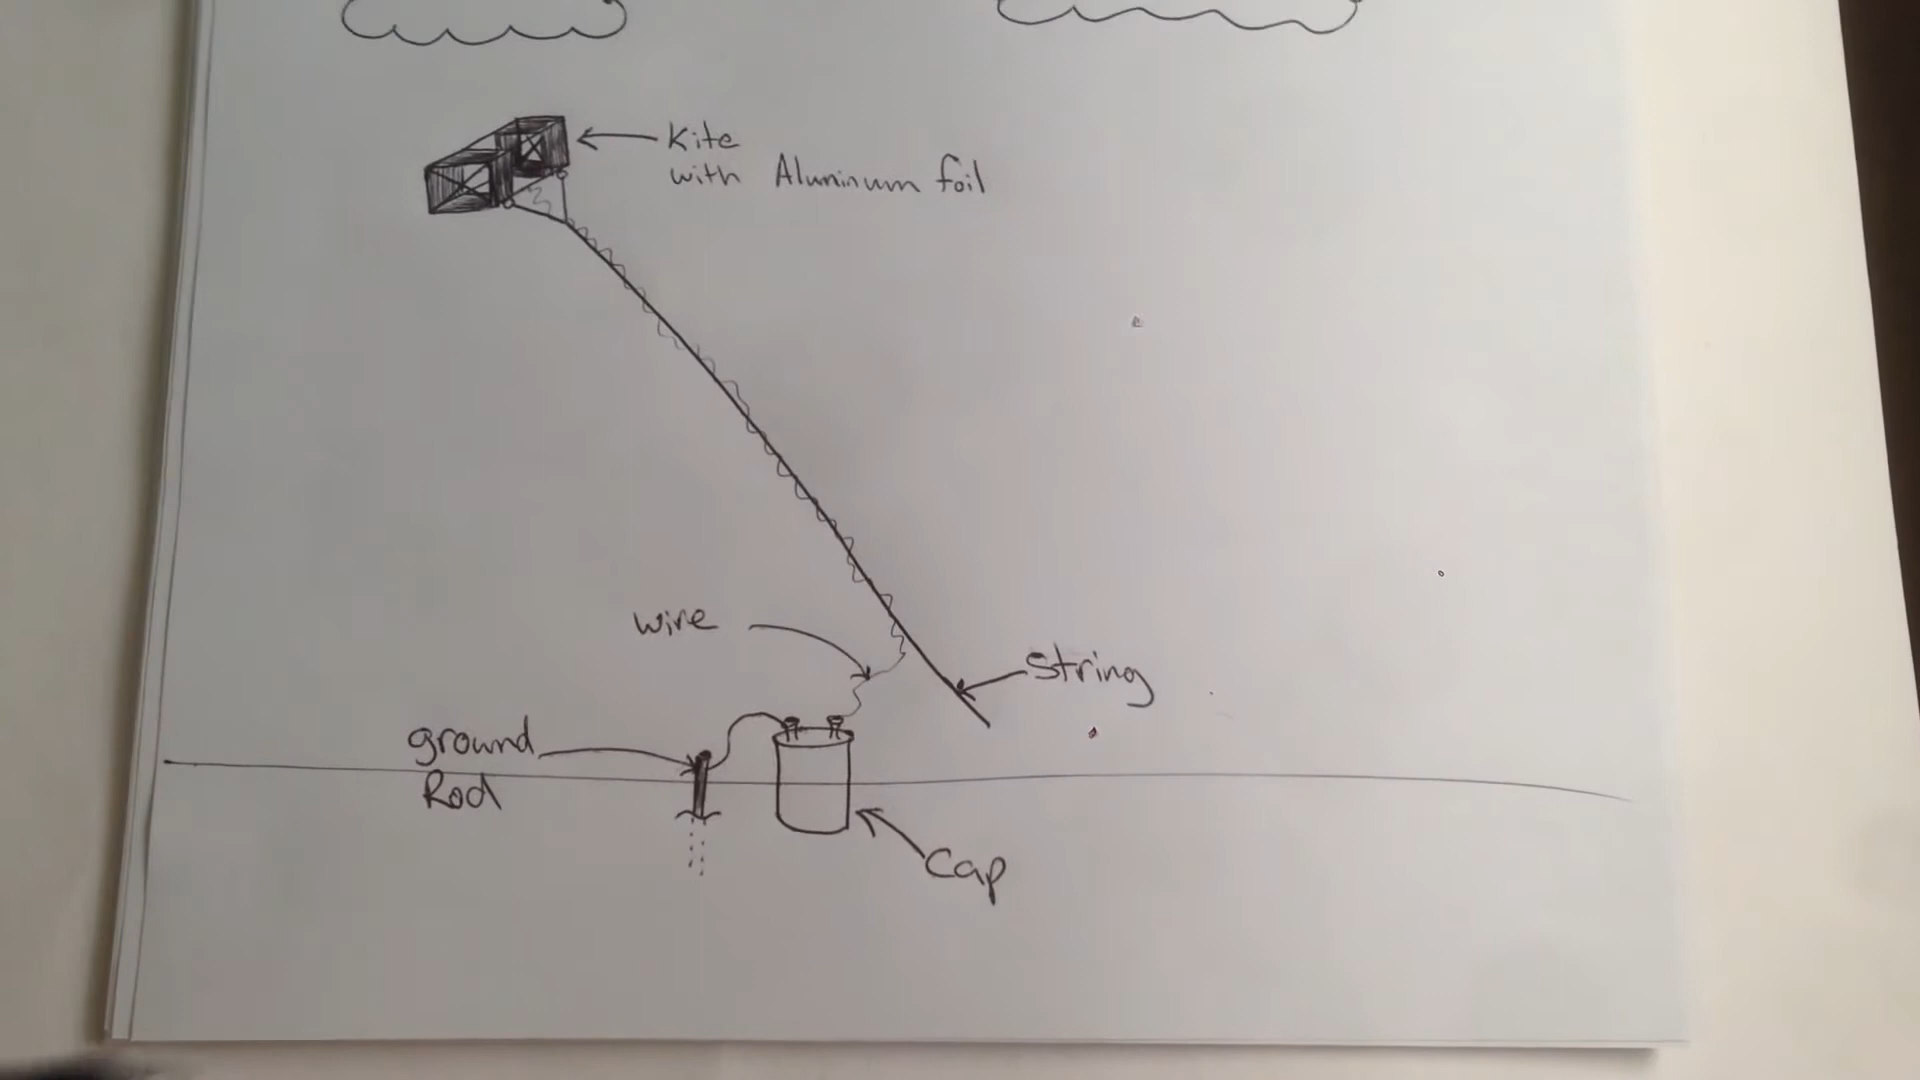 Kite
with Aluminum foil
wire
String
ground
Rod
Cap